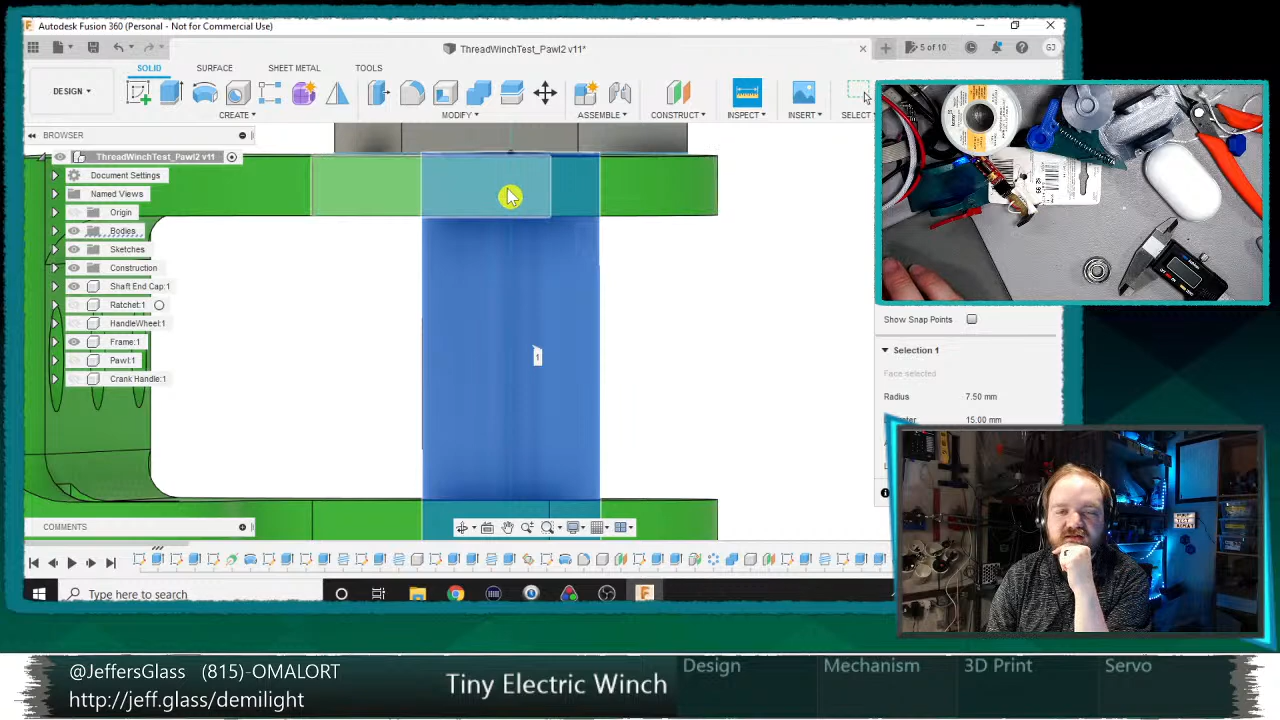 Autodesk Fusion 360 (Personal - Not for Commercial Use)
ThreadWinchTest_Pawl2 v11*
5 of 10
GJ
DESIGN
SOLID
SURFACE
SHEET METAL
TOOLS
CREATE
MODIFY
ASSEMBLE
CONSTRUCT
INSPECT
INSERT
SELECT
BROWSER
ThreadWinchTest_Pawl2 v11
Document Settings
Named Views
Origin
Bodies
Sketches
Construction
Shaft End Cap:1
Ratchet:1
HandleWheel:1
Frame:1
Pawl:1
Crank Handle:1
1
Show Snap Points
Selection 1
Face selected
Radius 7.50 mm
15.00 mm
COMMENTS
Type here to search
@JeffersGlass (815)-OMALORT
http://jeff.glass/demilight
Tiny Electric Winch
Design
Mechanism
3D Print
Servo